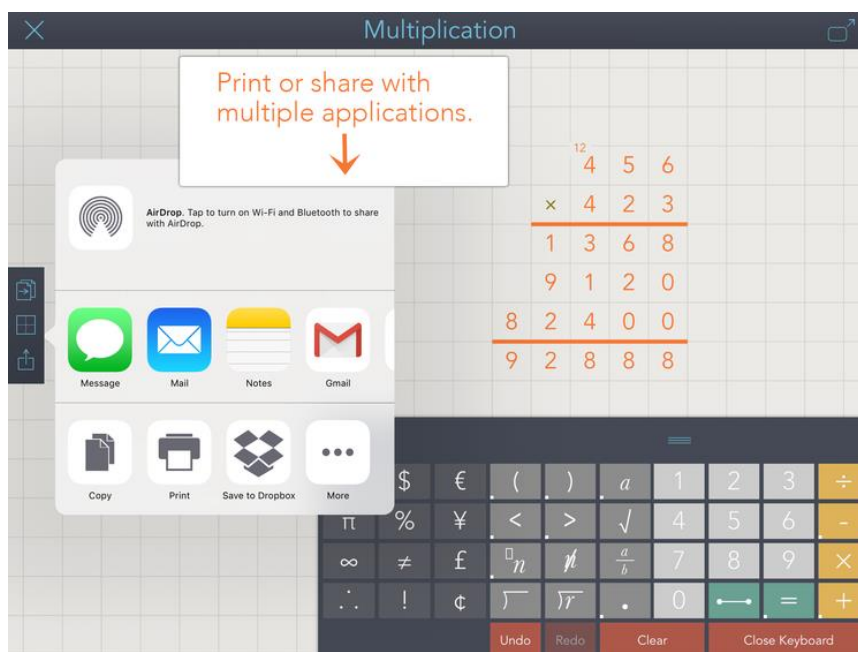 Multiplication
Print or share with
multiple applications.
AirDrop. Tap to turn on Wi-Fi and Bluetooth to share
with AirDrop.
Message Mail Notes Gmail
Copy Print Save to Dropbox More
12
4 5 6
× 4 2 3
1 3 6 8
9 1 2 0
8 2 4 0 0
9 2 8 8 8
$ € ( ) a 1 2 3 ÷
π % ¥ < > √ 4 5 6 -
∞ ≠ £ n n a/b 7 8 9 ×
∴ ! ¢ r . 0 = +
Undo Redo Clear Close Keyboard